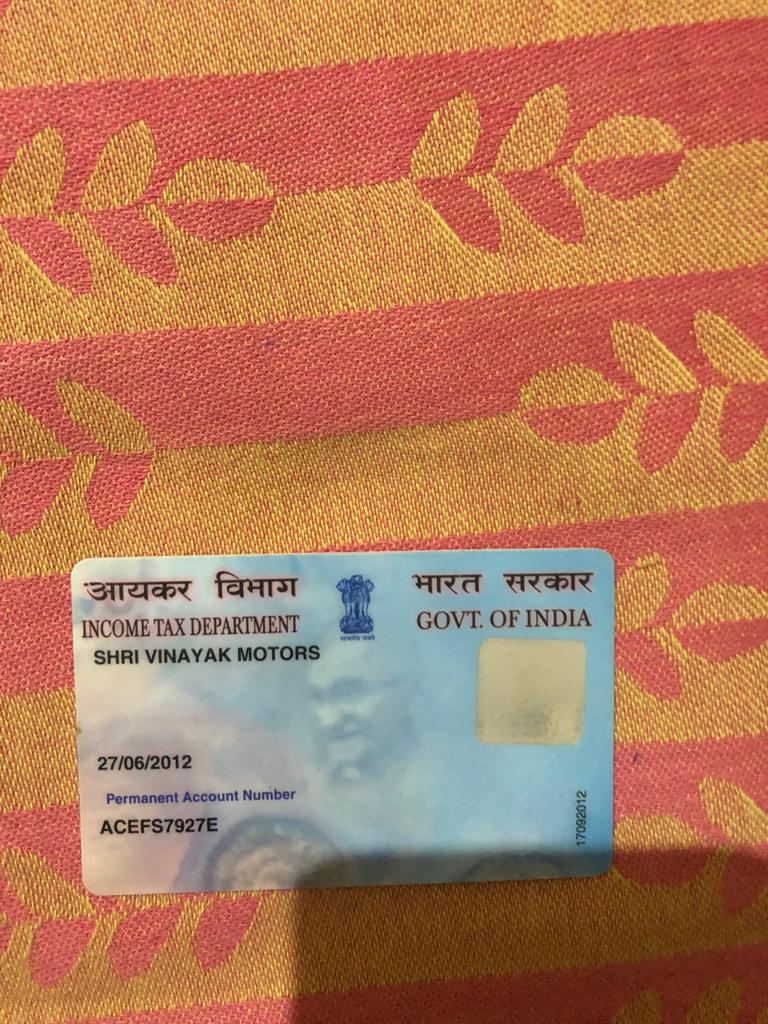 आयकर विभाग
INCOME TAX DEPARTMENT
सत्यमेव जयते
भारत सरकार
GOVT. OF INDIA
SHRI VINAYAK MOTORS
27/06/2012
Permanent Account Number
ACEFS7927E
17092012